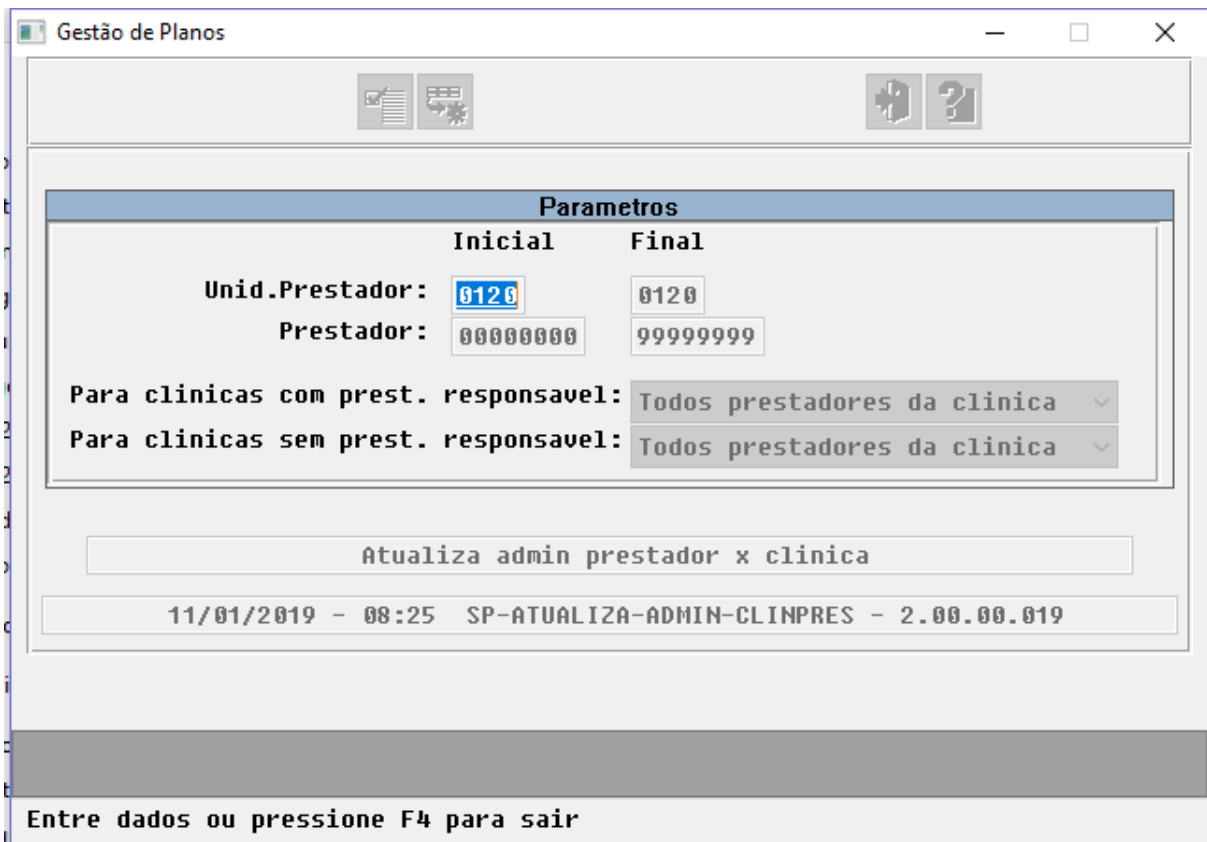 Gestão de Planos
Parametros
Inicial Final
Unid.Prestador: 0120 0120
Prestador: 00000000 99999999
Para clinicas com prest. responsavel: Todos prestadores da clinica
Para clinicas sem prest. responsavel: Todos prestadores da clinica
Atualiza admin prestador x clinica
11/01/2019 - 08:25 SP-ATUALIZA-ADMIN-CLINPRES - 2.00.00.019
Entre dados ou pressione F4 para sair